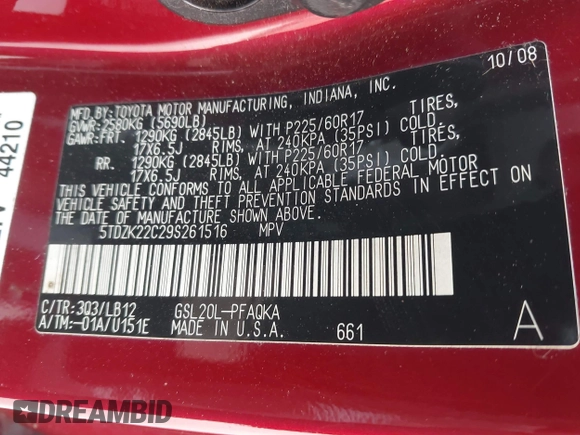 10/08
MFD.BY:TOYOTA MOTOR MANUFACTURING, INDIANA, INC.
GVWR: 2580KG (5690LB)
GAWR:FRT. 1290KG (2845LB) WITH P225/60R17 TIRES,
17X6.5J RIMS, AT 240KPA (35PSI) COLD.
RR. 1290KG (2845LB) WITH P225/60R17 TIRES,
17X6.5J RIMS, AT 240KPA (35PSI) COLD.
THIS VEHICLE CONFORMS TO ALL APPLICABLE FEDERAL MOTOR
VEHICLE SAFETY AND THEFT PREVENTION STANDARDS IN EFFECT ON
THE DATE OF MANUFACTURE SHOWN ABOVE.
5TDZK22C29S261516 MPV
C/TR:3Q3/LB12 GSL20L-PFAQKA
A/TM:-01A/U151E MADE IN U.S.A. 661 A
44210
DREAMBID